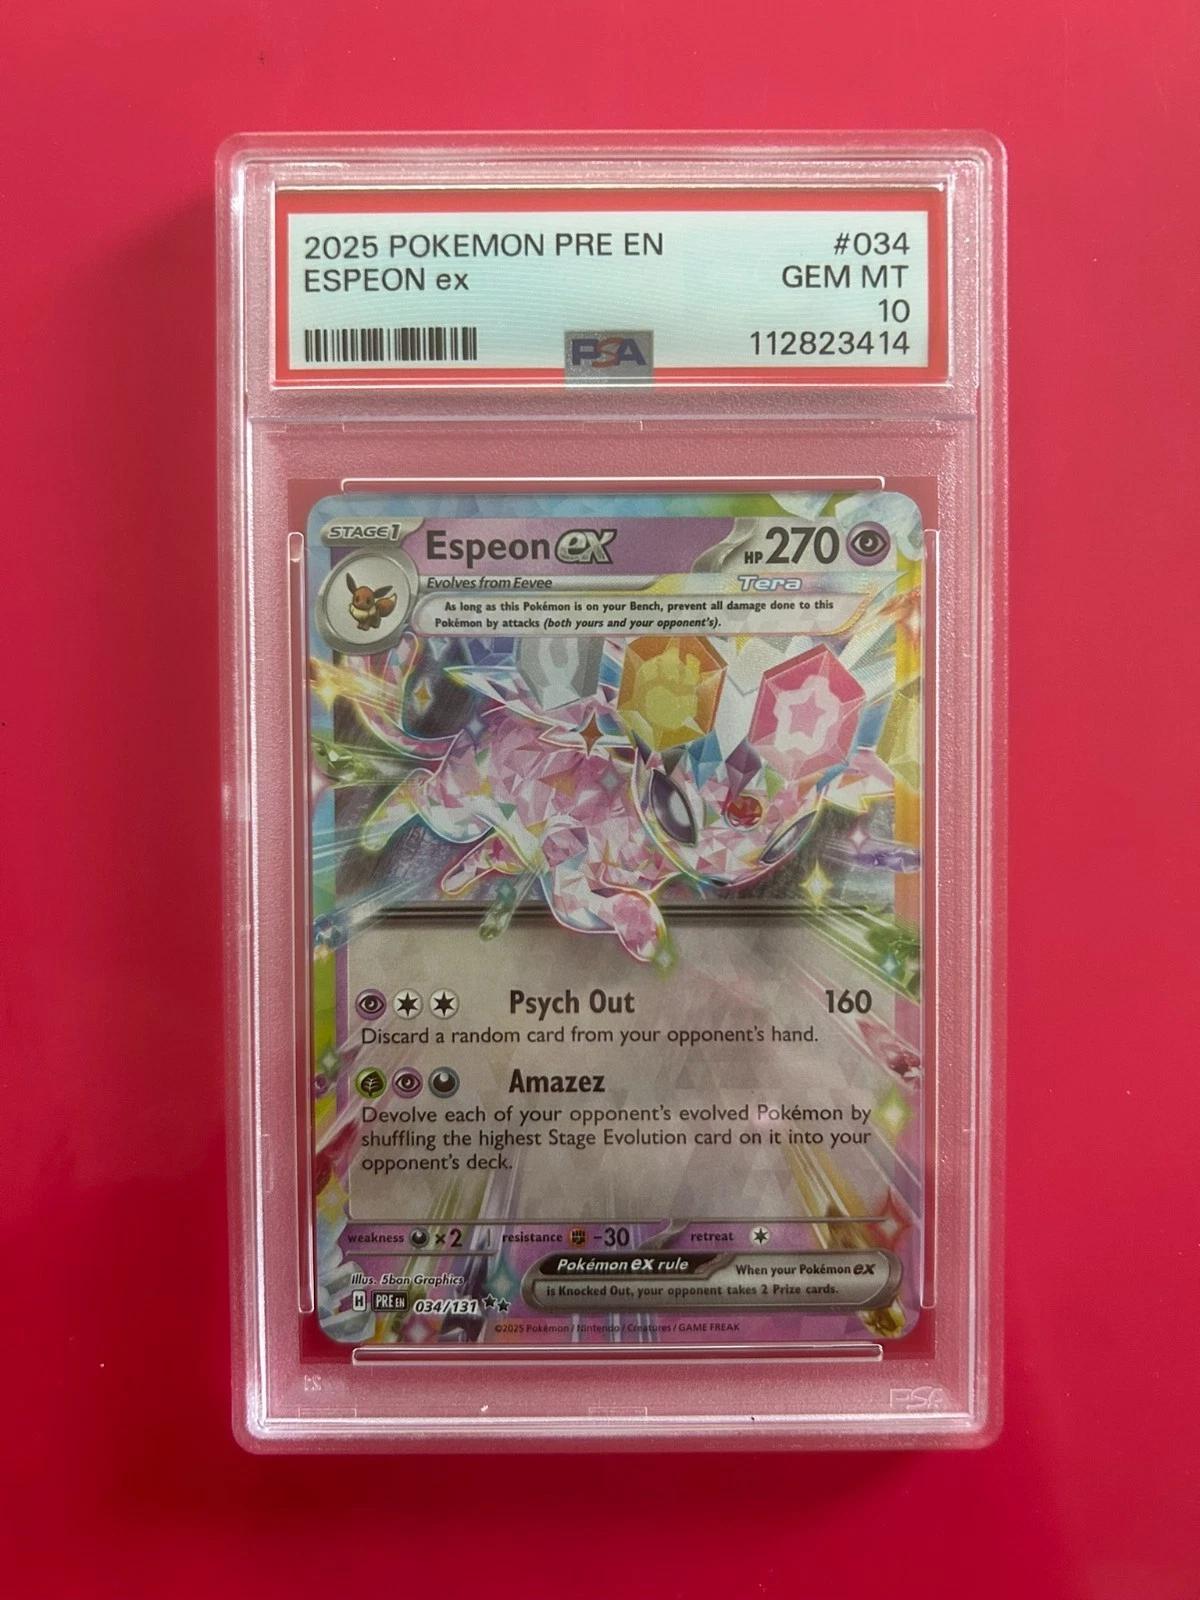 2025 POKEMON PRE EN #034
ESPEON ex GEM MT
10
112823414
PSA
STAGE1 Espeon ex HP 270
Evolves from Eevee Tera
As long as this Pokémon is on your Bench, prevent all damage done to this
Pokémon by attacks (both yours and your opponent's).
Psych Out 160
Discard a random card from your opponent's hand.
Amazez
Devolve each of your opponent's evolved Pokémon by
shuffling the highest Stage Evolution card on it into your
opponent's deck.
weakness ×2 resistance -30 retreat
Pokémon ex rule When your Pokémon ex
is Knocked Out, your opponent takes 2 Prize cards.
Illus. 5ban Graphics
H PRE EN 034/131
©2025 Pokémon / Nintendo / Creatures / GAME FREAK
PSA